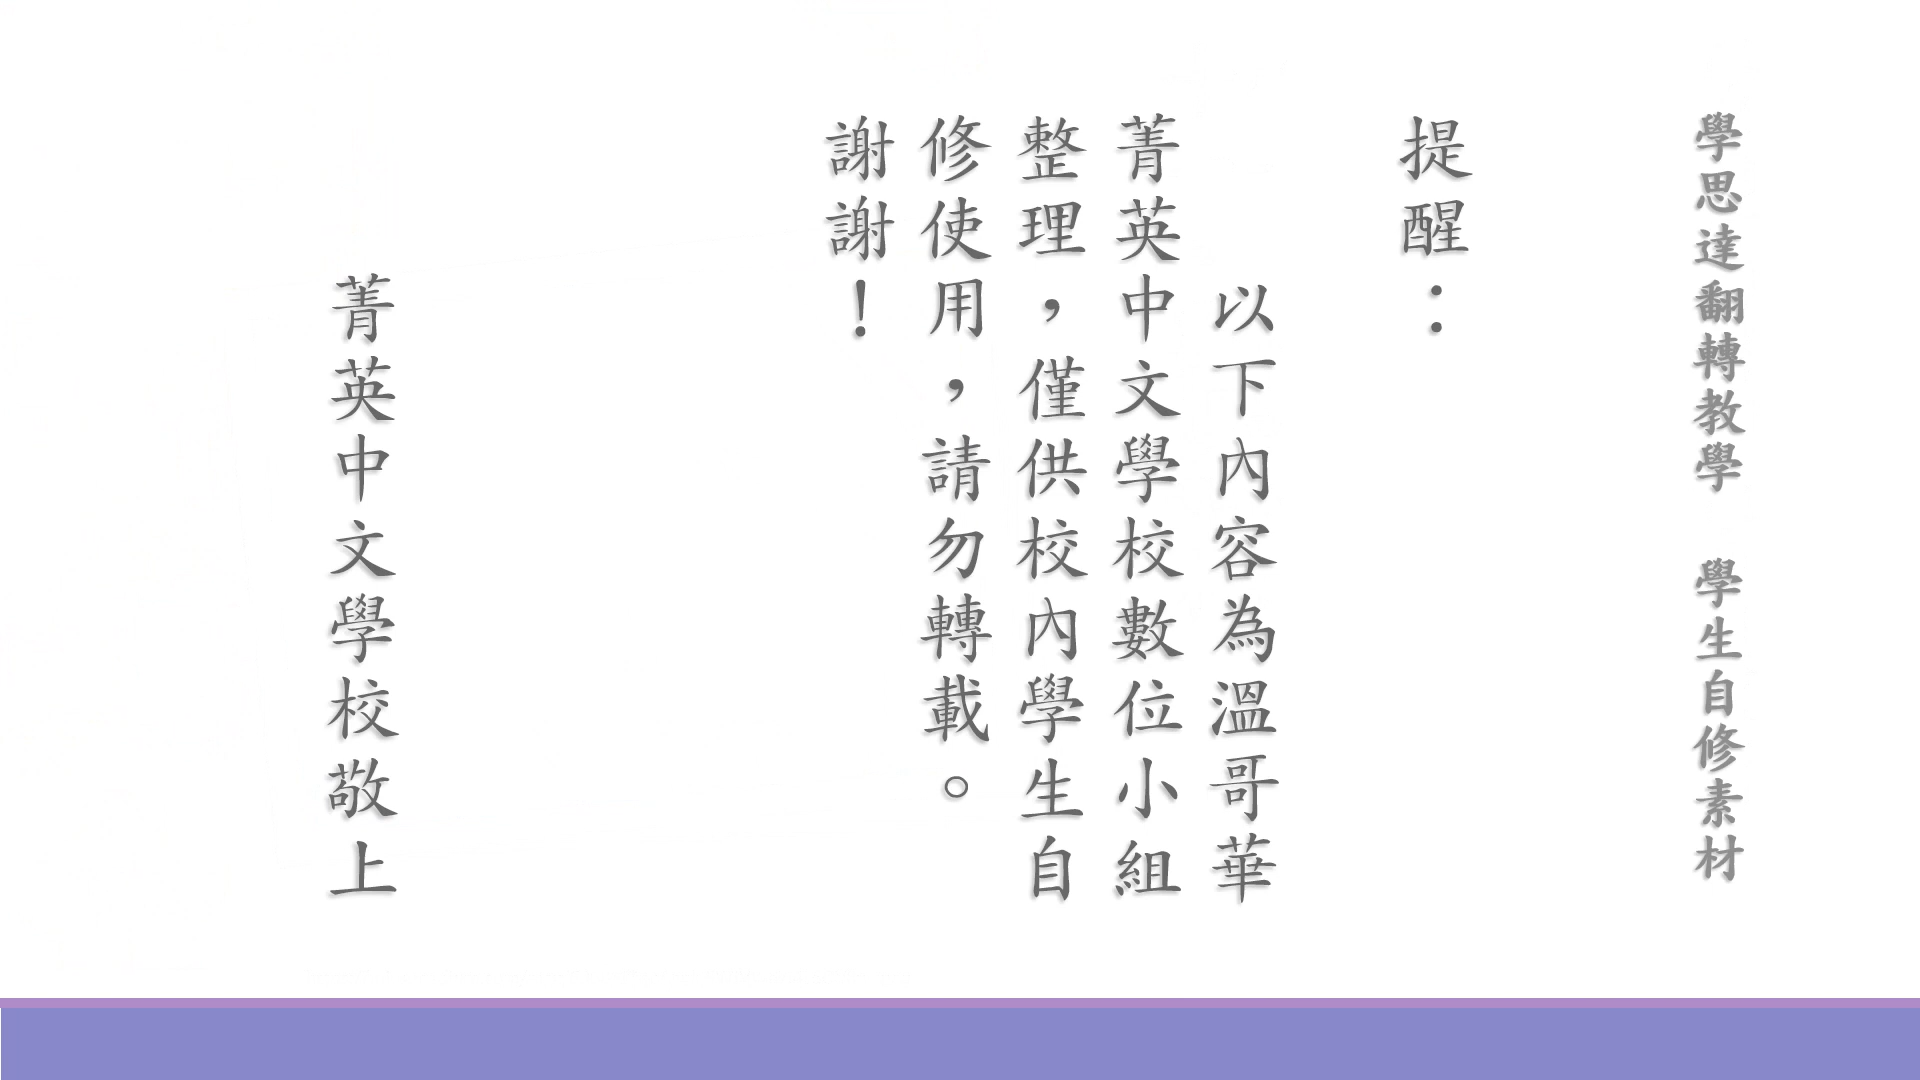 學思達翻轉教學　學生自修素材
提醒：
以下內容為溫哥華
菁英中文學校數位小組
整理，僅供校內學生自
修使用，請勿轉載。
謝謝！
菁英中文學校敬上